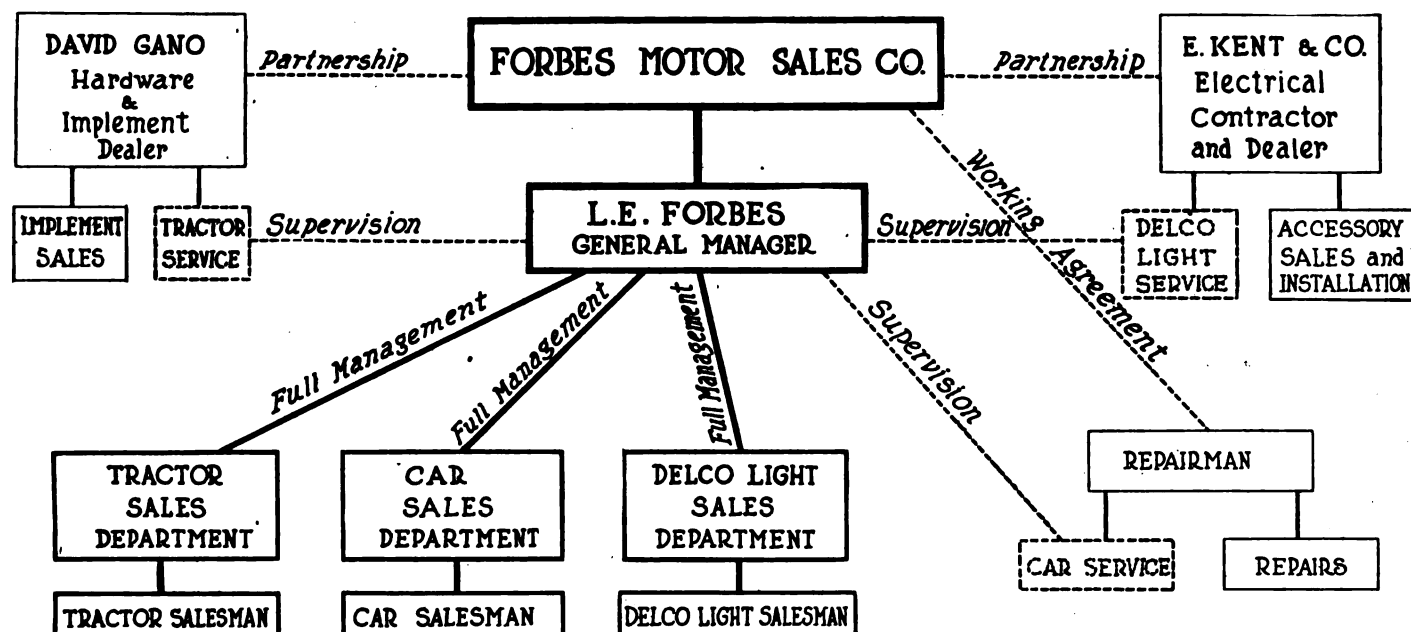 DAVID GANO
Hardware
&
Implement
Dealer
Partnership
FORBES MOTOR SALES CO.
Partnership
E. KENT & CO.
Electrical
Contractor
and Dealer
IMPLEMENT
SALES
TRACTOR
SERVICE
Supervision
L.E. FORBES
GENERAL MANAGER
Supervision
Working Agreement
DELCO
LIGHT
SERVICE
ACCESSORY
SALES and
INSTALLATION
Full Management
Full Management
Full Management
Supervision
TRACTOR
SALES
DEPARTMENT
CAR
SALES
DEPARTMENT
DELCO LIGHT
SALES
DEPARTMENT
REPAIRMAN
CAR SERVICE
REPAIRS
TRACTOR SALESMAN
CAR SALESMAN
DELCO LIGHT SALESMAN